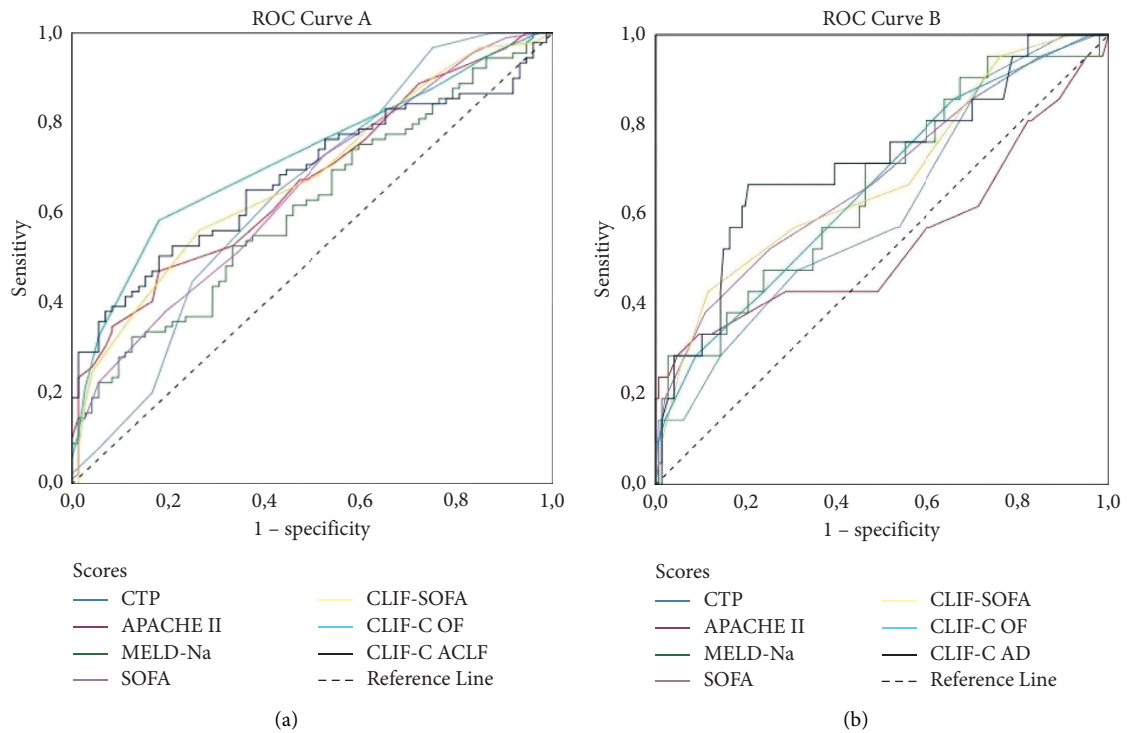 ROC Curve A
1,0
0,8
0,6
0,4
0,2
0,0
Sensitivy
0,0 0,2 0,4 0,6 0,8 1,0
1 – specificity
Scores
CTP
APACHE II
MELD-Na
SOFA
CLIF-SOFA
CLIF-C OF
CLIF-C ACLF
Reference Line
(a)
ROC Curve B
1,0
0,8
0,6
0,4
0,2
0,0
Sensitivy
0,0 0,2 0,4 0,6 0,8 1,0
1 – specificity
Scores
CTP
APACHE II
MELD-Na
SOFA
CLIF-SOFA
CLIF-C OF
CLIF-C AD
Reference Line
(b)